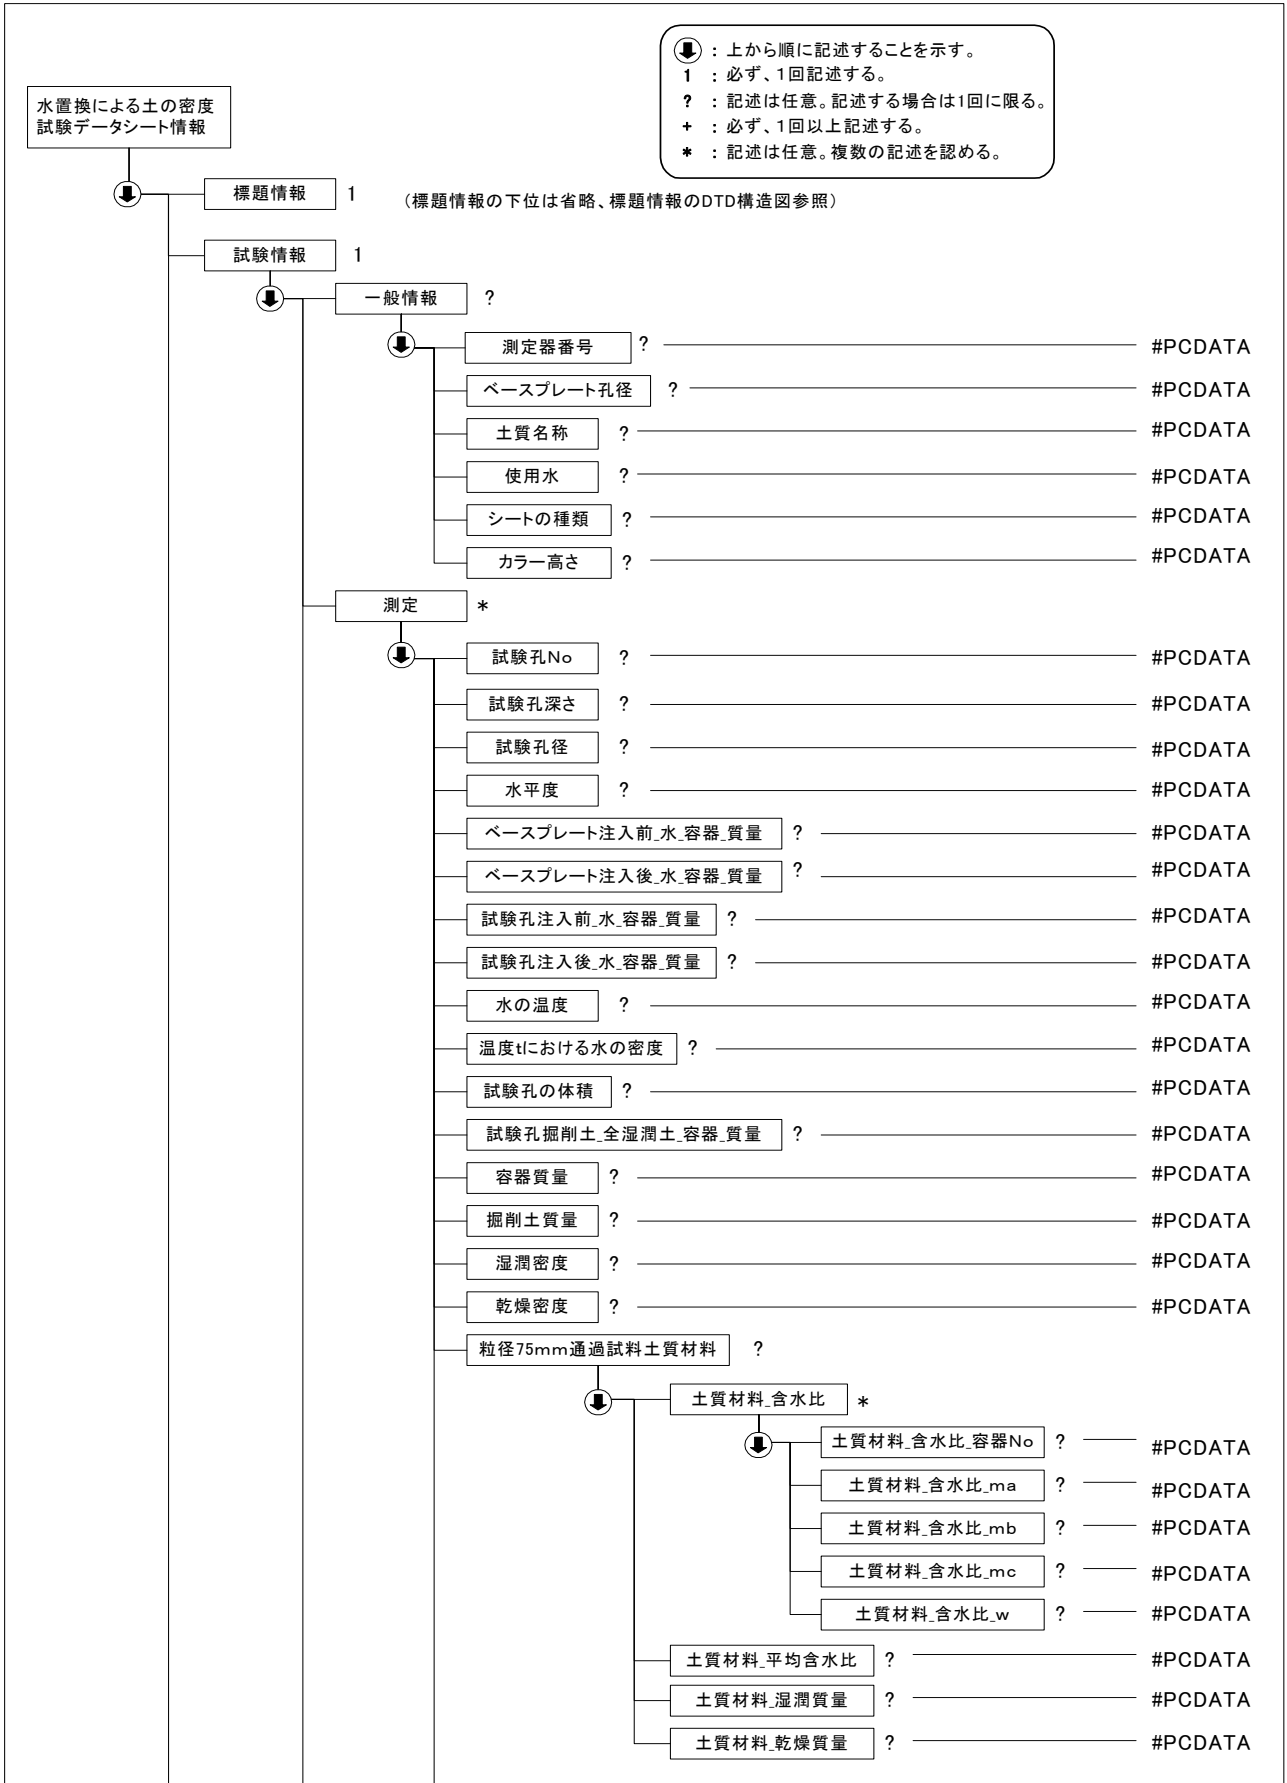 ：上から順に記述することを示す。
1 ：必ず、1回記述する。
? ：記述は任意。記述する場合は1回に限る。
+ ：必ず、1回以上記述する。
* ：記述は任意。複数の記述を認める。
水置換による土の密度
試験データシート情報
標題情報 1 （標題情報の下位は省略、標題情報のDTD構造図参照）
試験情報 1
一般情報 ?
測定器番号 ? #PCDATA
ベースプレート孔径 ? #PCDATA
土質名称 ? #PCDATA
使用水 ? #PCDATA
シートの種類 ? #PCDATA
カラー高さ ? #PCDATA
測定 *
試験孔No ? #PCDATA
試験孔深さ ? #PCDATA
試験孔径 ? #PCDATA
水平度 ? #PCDATA
ベースプレート注入前_水_容器_質量 ? #PCDATA
ベースプレート注入後_水_容器_質量 ? #PCDATA
試験孔注入前_水_容器_質量 ? #PCDATA
試験孔注入後_水_容器_質量 ? #PCDATA
水の温度 ? #PCDATA
温度tにおける水の密度 ? #PCDATA
試験孔の体積 ? #PCDATA
試験孔掘削土_全湿潤土_容器_質量 ? #PCDATA
容器質量 ? #PCDATA
掘削土質量 ? #PCDATA
湿潤密度 ? #PCDATA
乾燥密度 ? #PCDATA
粒径75mm通過試料土質材料 ?
土質材料_含水比 *
土質材料_含水比_容器No ? #PCDATA
土質材料_含水比_ma ? #PCDATA
土質材料_含水比_mb ? #PCDATA
土質材料_含水比_mc ? #PCDATA
土質材料_含水比_w ? #PCDATA
土質材料_平均含水比 ? #PCDATA
土質材料_湿潤質量 ? #PCDATA
土質材料_乾燥質量 ? #PCDATA